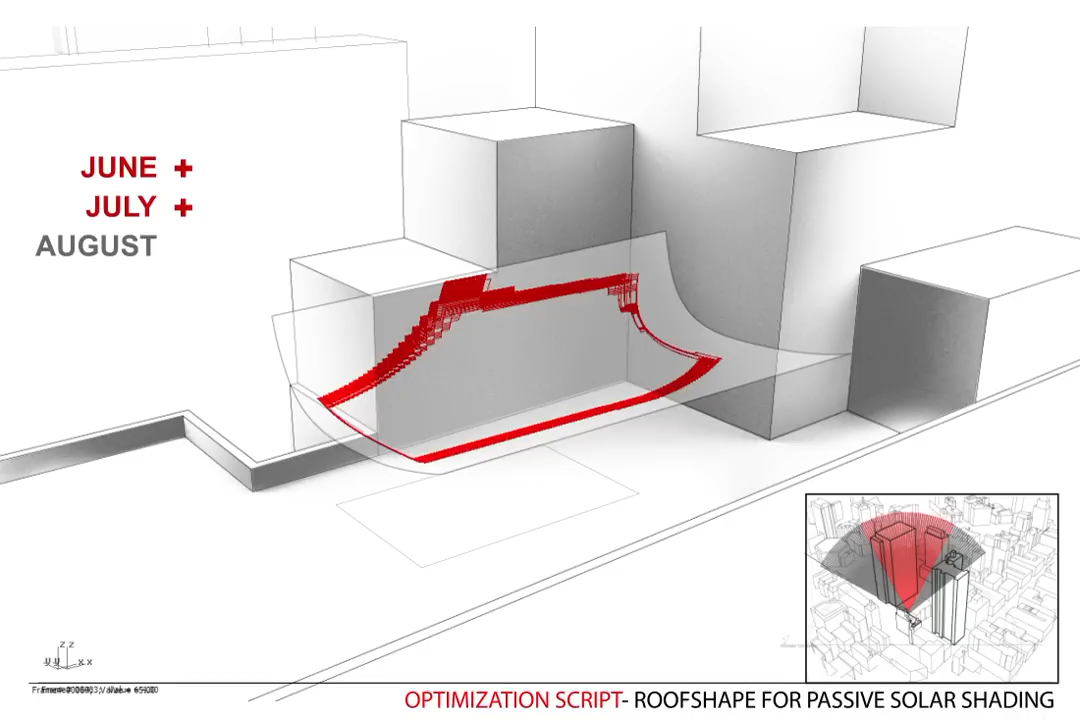 JUNE +
JULY +
AUGUST
z z
y y
x x
OPTIMIZATION SCRIPT- ROOFSHAPE FOR PASSIVE SOLAR SHADING